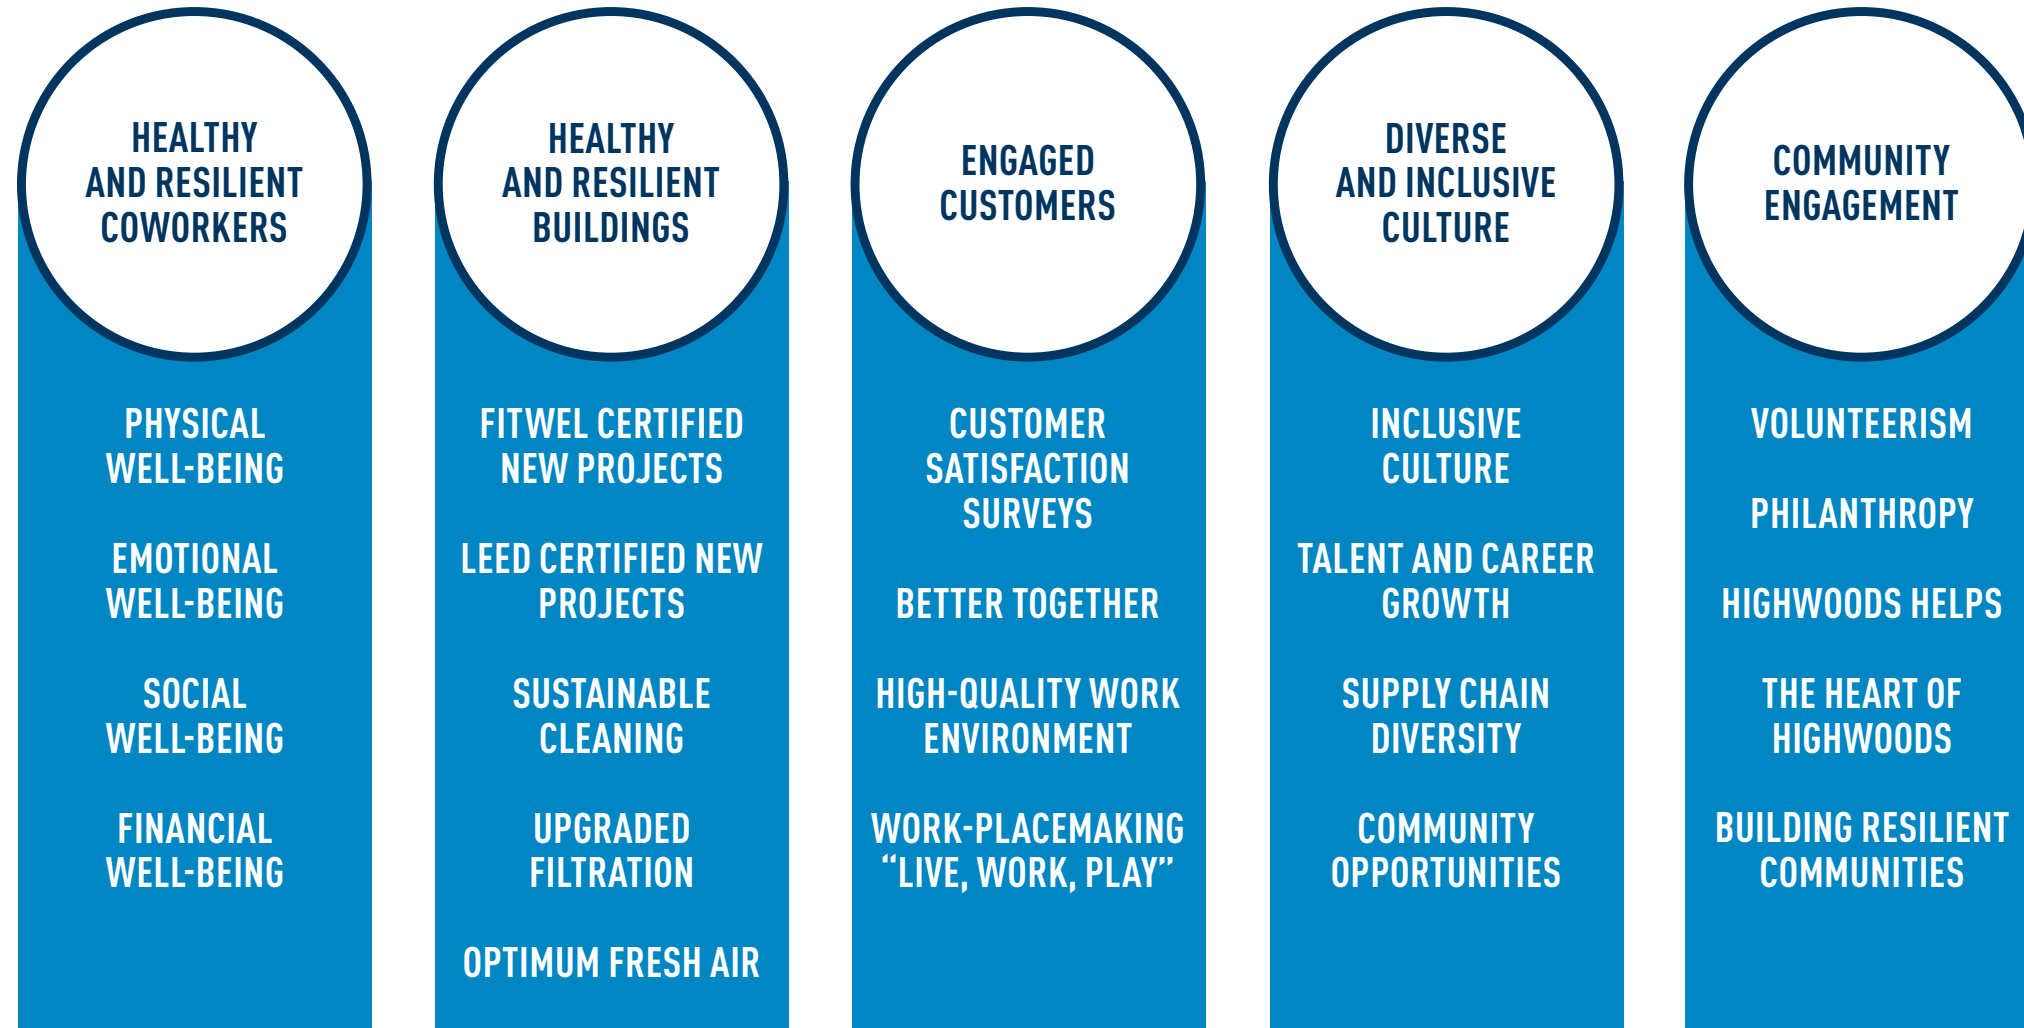 HEALTHY
AND RESILIENT
COWORKERS
PHYSICAL
WELL-BEING
EMOTIONAL
WELL-BEING
SOCIAL
WELL-BEING
FINANCIAL
WELL-BEING
HEALTHY
AND RESILIENT
BUILDINGS
FITWEL CERTIFIED
NEW PROJECTS
LEED CERTIFIED NEW
PROJECTS
SUSTAINABLE
CLEANING
UPGRADED
FILTRATION
OPTIMUM FRESH AIR
ENGAGED
CUSTOMERS
CUSTOMER
SATISFACTION
SURVEYS
BETTER TOGETHER
HIGH-QUALITY WORK
ENVIRONMENT
WORK-PLACEMAKING
“LIVE, WORK, PLAY”
DIVERSE
AND INCLUSIVE
CULTURE
INCLUSIVE
CULTURE
TALENT AND CAREER
GROWTH
SUPPLY CHAIN
DIVERSITY
COMMUNITY
OPPORTUNITIES
COMMUNITY
ENGAGEMENT
VOLUNTEERISM
PHILANTHROPY
HIGHWOODS HELPS
THE HEART OF
HIGHWOODS
BUILDING RESILIENT
COMMUNITIES